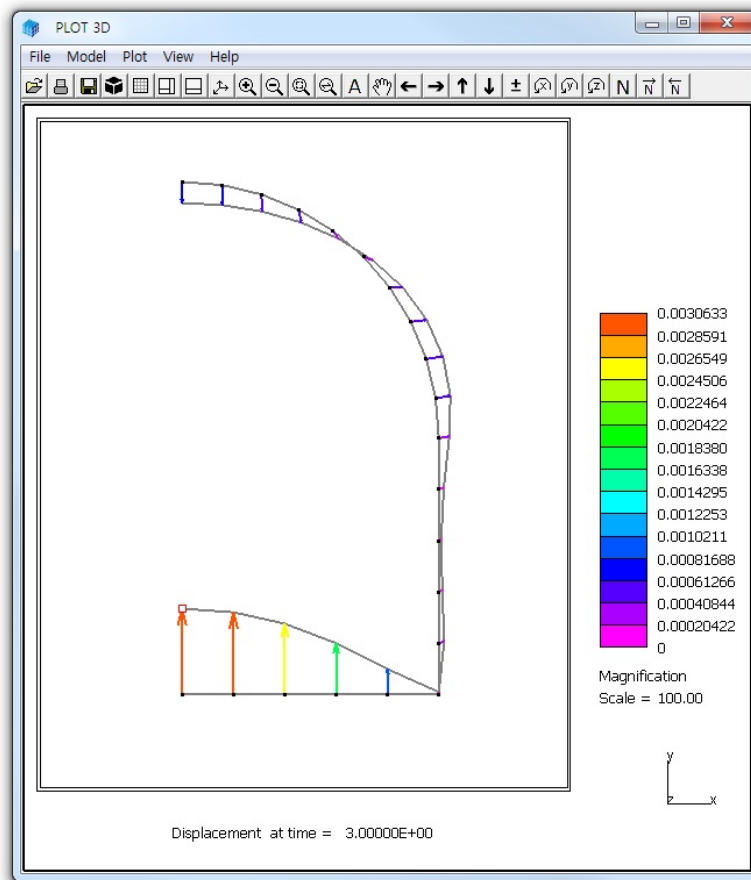 PLOT 3D
File Model Plot View Help
A ± x y z N N N
0.0030633
0.0028591
0.0026549
0.0024506
0.0022464
0.0020422
0.0018380
0.0016338
0.0014295
0.0012253
0.0010211
0.00081688
0.00061266
0.00040844
0.00020422
0
Magnification
Scale = 100.00
y
z x
Displacement at time = 3.00000E+00